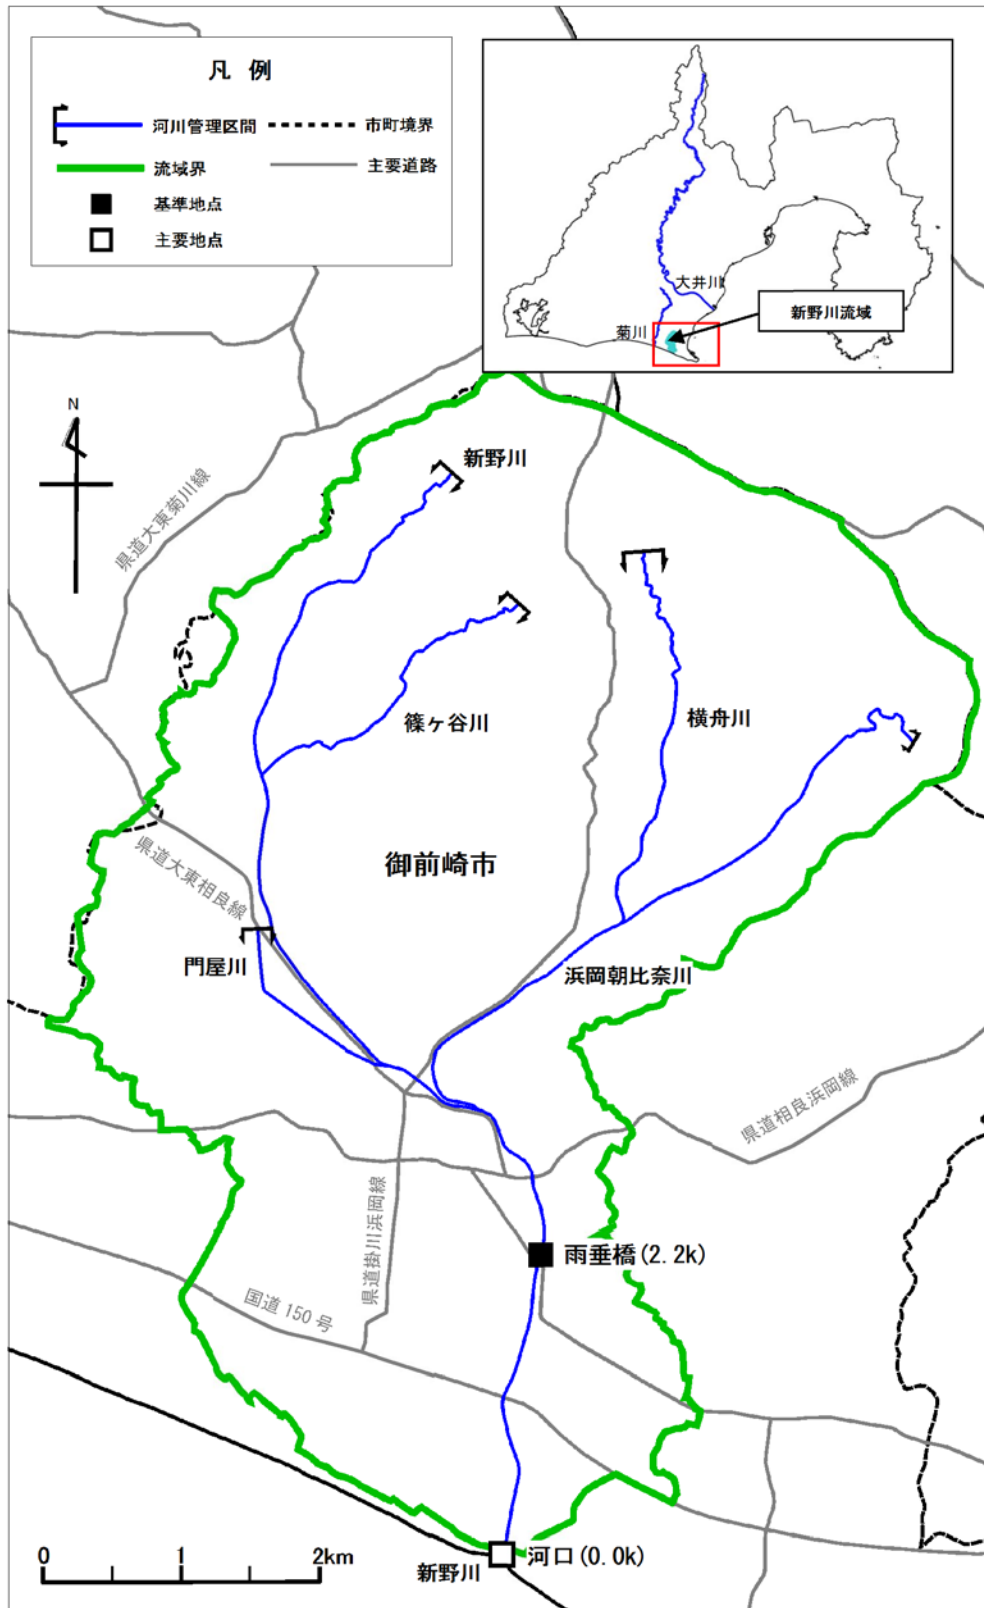 凡 例
河川管理区間
市町境界
流域界
主要道路
基準地点
主要地点
大井川
菊川
新野川流域
N
新野川
県道大東菊川線
篠ヶ谷川
横舟川
御前崎市
県道大東相良線
門屋川
浜岡朝比奈川
県道相良浜岡線
県道掛川浜岡線
雨垂橋(2.2k)
国道150号
0 1 2km
河口(0.0k)
新野川